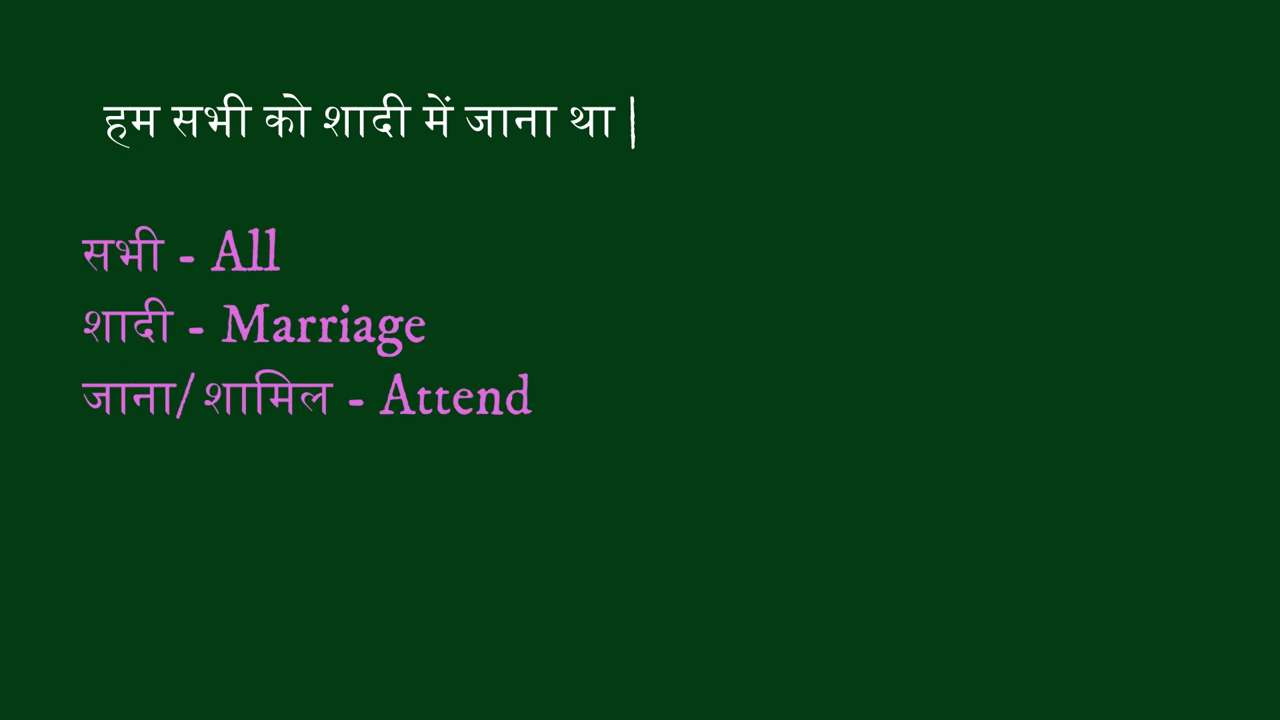 हम सभी को शादी में जाना था |
सभी - All
शादी - Marriage
जाना/ शामिल - Attend